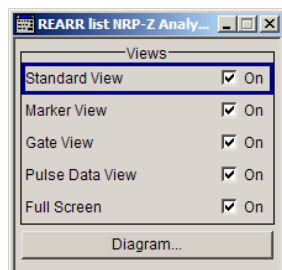 REARR list NRP-Z Analy...
Views
Standard View On
Marker View On
Gate View On
Pulse Data View On
Full Screen On
Diagram...